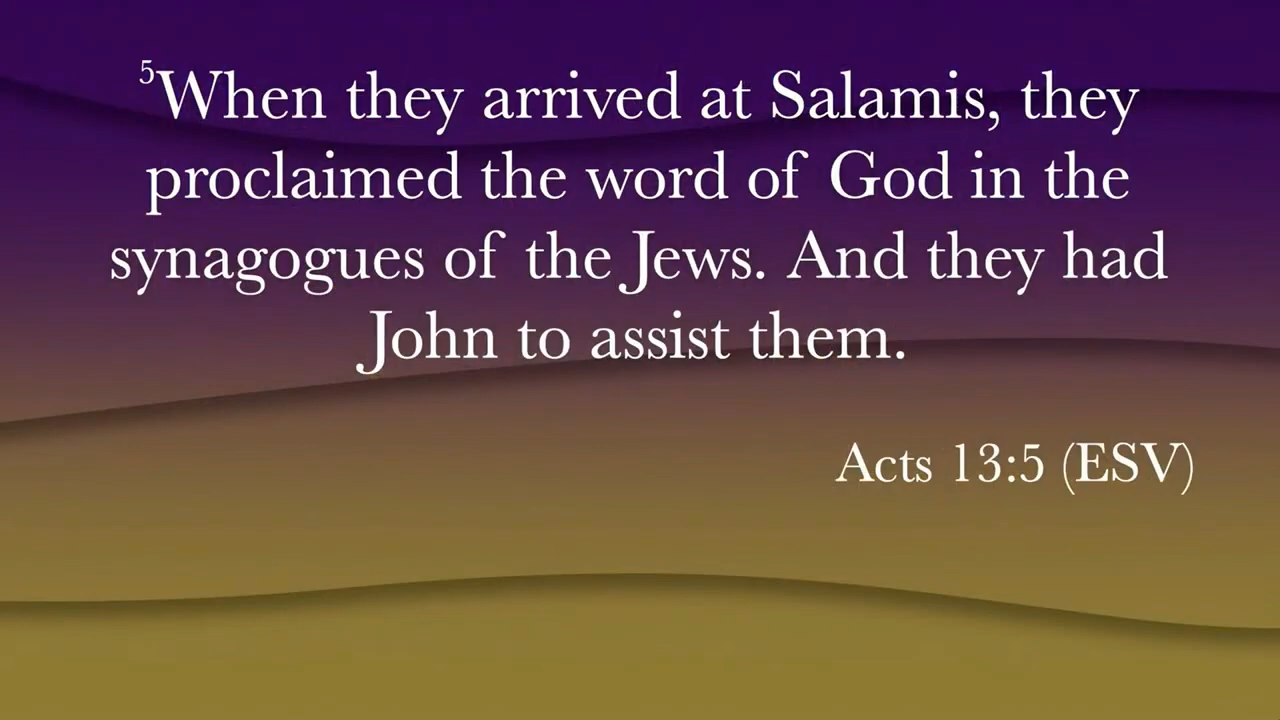 ⁵When they arrived at Salamis, they
proclaimed the word of God in the
synagogues of the Jews. And they had
John to assist them.
Acts 13:5 (ESV)